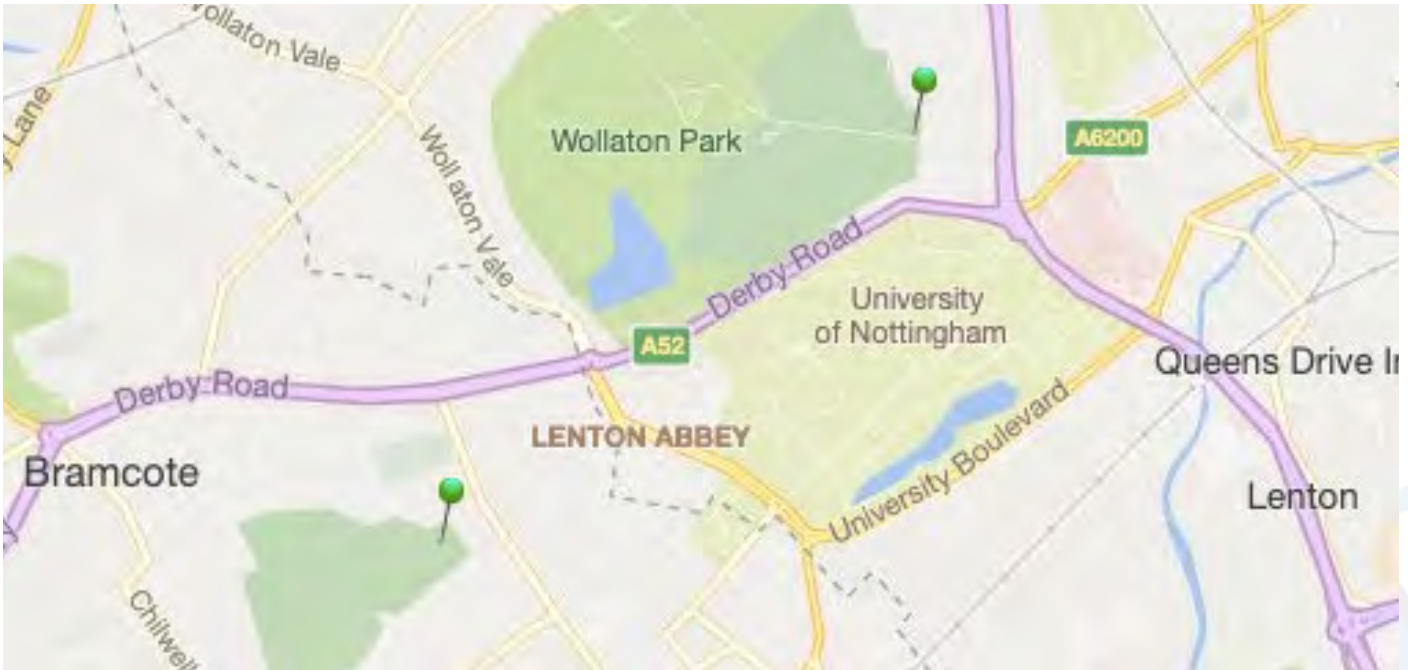 Wollaton Vale
Lane
Wollaton Vale
Wollaton Park
A6200
Derby Road
University
of Nottingham
A52
Derby Road
Queens Drive
LENTON ABBEY
Bramcote
University Boulevard
Lenton
Chilwell